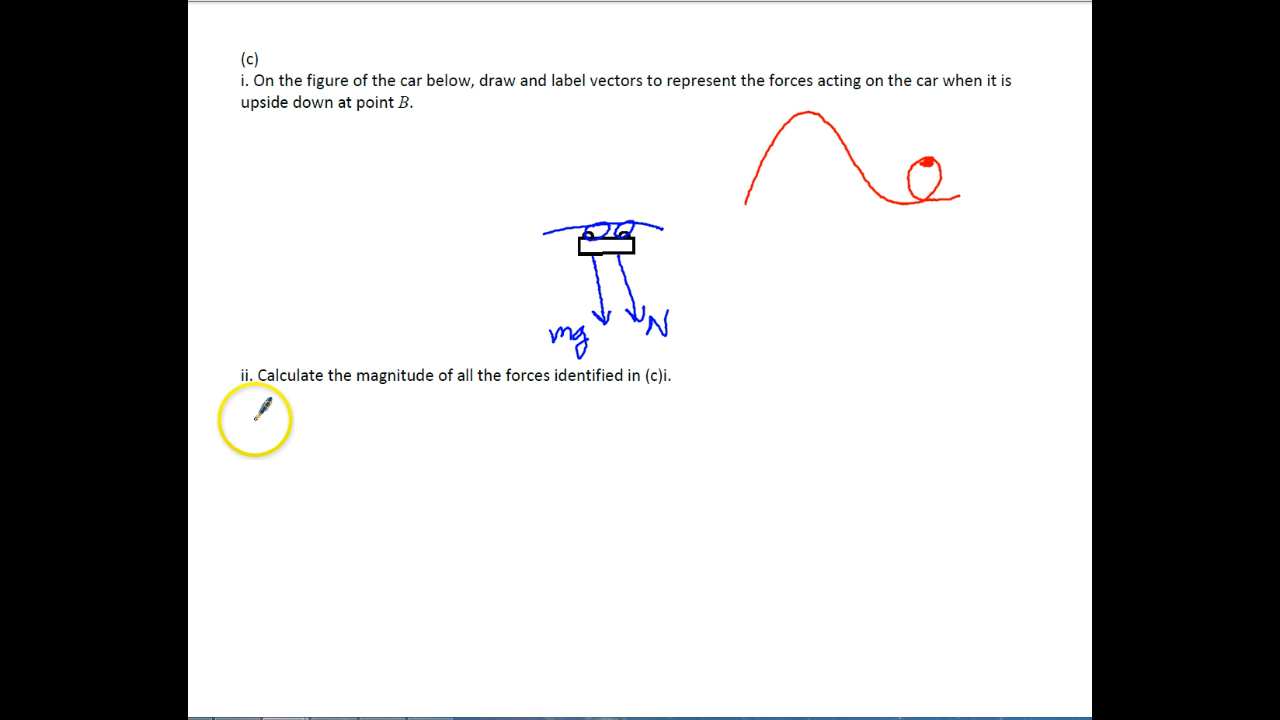 (c)
i. On the figure of the car below, draw and label vectors to represent the forces acting on the car when it is
upside down at point B.
mg N
ii. Calculate the magnitude of all the forces identified in (c)i.